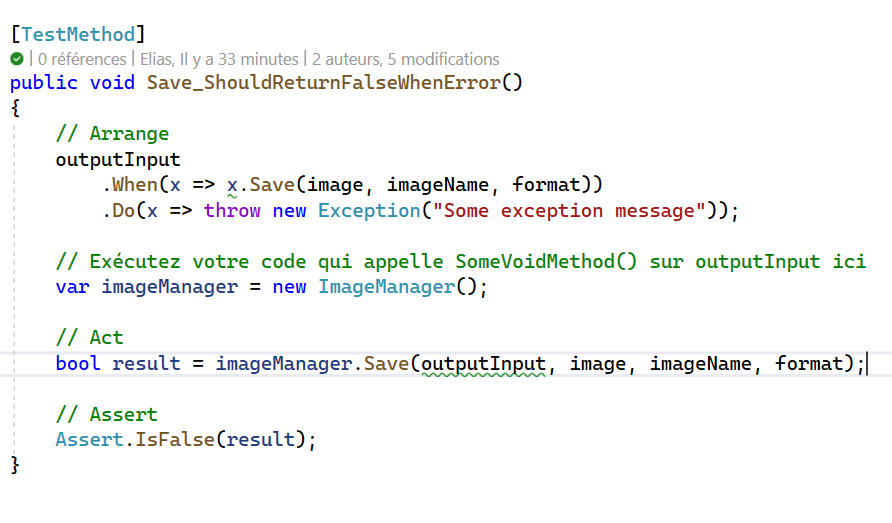 [TestMethod]
| 0 références | Elias, Il y a 33 minutes | 2 auteurs, 5 modifications
public void Save_ShouldReturnFalseWhenError()
{
// Arrange
outputInput
.When(x => x.Save(image, imageName, format))
.Do(x => throw new Exception("Some exception message"));
// Exécutez votre code qui appelle SomeVoidMethod() sur outputInput ici
var imageManager = new ImageManager();
// Act
bool result = imageManager.Save(outputInput, image, imageName, format);
// Assert
Assert.IsFalse(result);
}